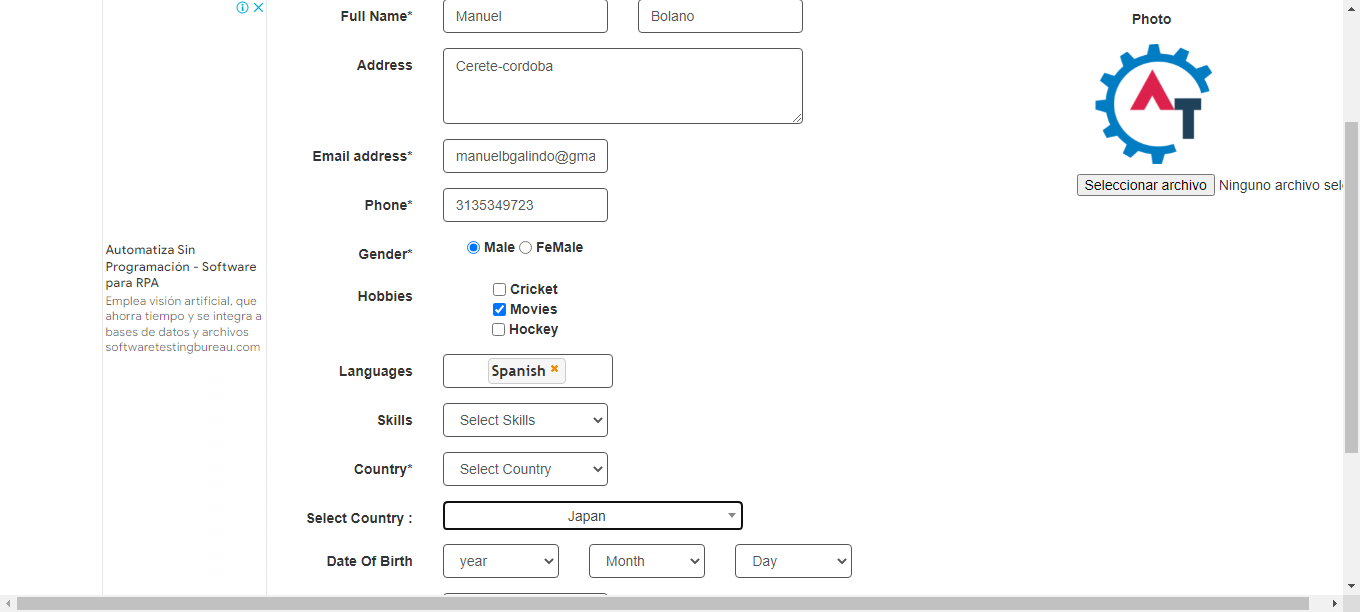 Full Name* Manuel Bolano
Photo
Address Cerete-cordoba
AT
Email address* manuelbgalindo@gma
Seleccionar archivo Ninguno archivo sel
Phone* 3135349723
Gender* Male FeMale
Automatiza Sin
Programación - Software
para RPA
Emplea visión artificial, que
ahorra tiempo y se integra a
bases de datos y archivos
softwaretestingbureau.com
Hobbies Cricket
Movies
Hockey
Languages Spanish
Skills Select Skills
Country* Select Country
Select Country : Japan
Date Of Birth year Month Day